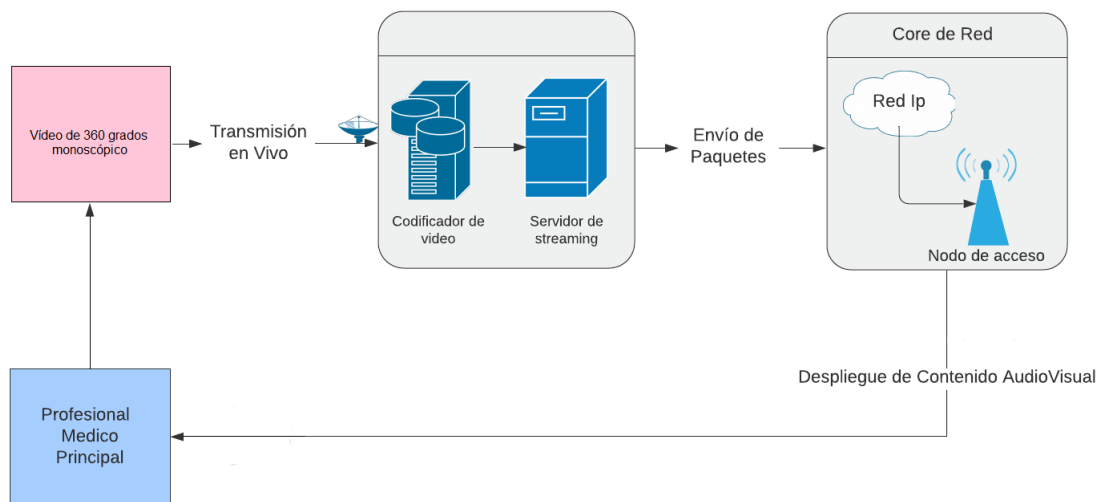 Core de Red
Red Ip
Vídeo de 360 grados
monoscópico
Transmisión
en Vivo
Envío de
Paquetes
Codificador de
video
Servidor de
streaming
Nodo de acceso
Despliegue de Contenido AudioVisual
Profesional
Medico
Principal